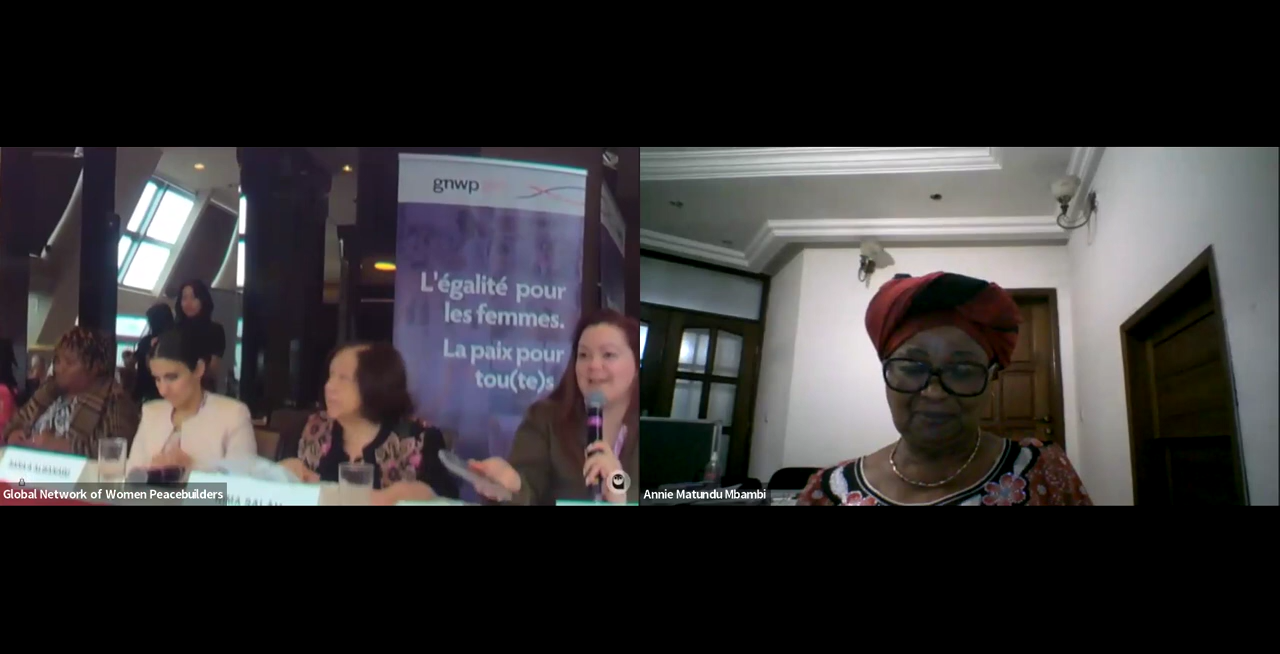 gnwp
L'égalité pour
les femmes.
La paix pour
tou(te)s
Global Network of Women Peacebuilders
Annie Matundu Mbambi